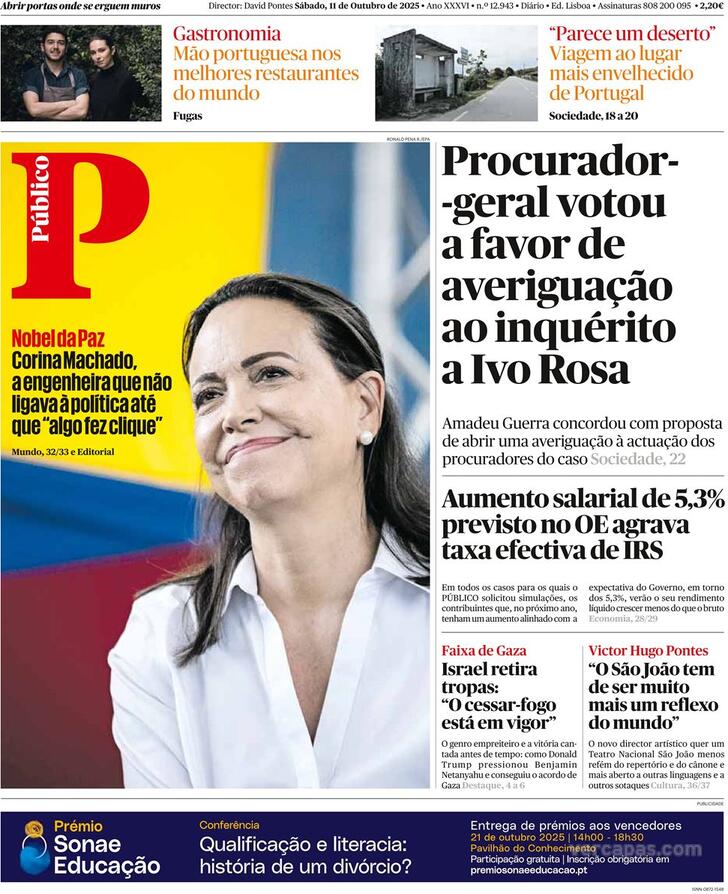 Abrir portas onde se erguem muros
Director: David Pontes Sábado, 11 de Outubro de 2025 • Ano XXXVI • n.º 12.943 • Diário • Ed. Lisboa • Assinaturas 808 200 095 • 2,20€
Gastronomia
Mão portuguesa nos
melhores restaurantes
do mundo
Fugas
“Parece um deserto”
Viagem ao lugar
mais envelhecido
de Portugal
Sociedade, 18 a 20
RONALD PENA R./EPA
Público
P
Nobel da Paz
Corina Machado,
a engenheira que não
ligava à política até
que “algo fez clique”
Mundo, 32/33 e Editorial
Procurador-
-geral votou
a favor de
averiguação
ao inquérito
a Ivo Rosa
Amadeu Guerra concordou com proposta
de abrir uma averiguação à actuação dos
procuradores do caso Sociedade, 22
Aumento salarial de 5,3%
previsto no OE agrava
taxa efectiva de IRS
Em todos os casos para os quais o
PÚBLICO solicitou simulações, os
contribuintes que, no próximo ano,
tenham um aumento alinhado com a
expectativa do Governo, em torno
dos 5,3%, verão o seu rendimento
líquido crescer menos do que o bruto
Economia, 28/29
Faixa de Gaza
Israel retira
tropas:
“O cessar-fogo
está em vigor”
O genro empreiteiro e a vitória can-
tada antes de tempo: como Donald
Trump pressionou Benjamin
Netanyahu e conseguiu o acordo de
Gaza Destaque, 4 a 6
Victor Hugo Pontes
“O São João tem
de ser muito
mais um reflexo
do mundo”
O novo director artístico quer um
Teatro Nacional São João menos
refém do repertório e do cânone e
mais aberto a outras linguagens e a
outros sotaques Cultura, 36/37
PUBLICIDADE
Prémio
Sonae
Educação
Conferência
Qualificação e literacia:
história de um divórcio?
Entrega de prémios aos vencedores
21 de outubro 2025 | 14h00 - 18h30
Pavilhão do Conhecimento
Participação gratuita | Inscrição obrigatória em
premiosonaeeducacao.pt
vercapas.com
ISNN-0872-1548